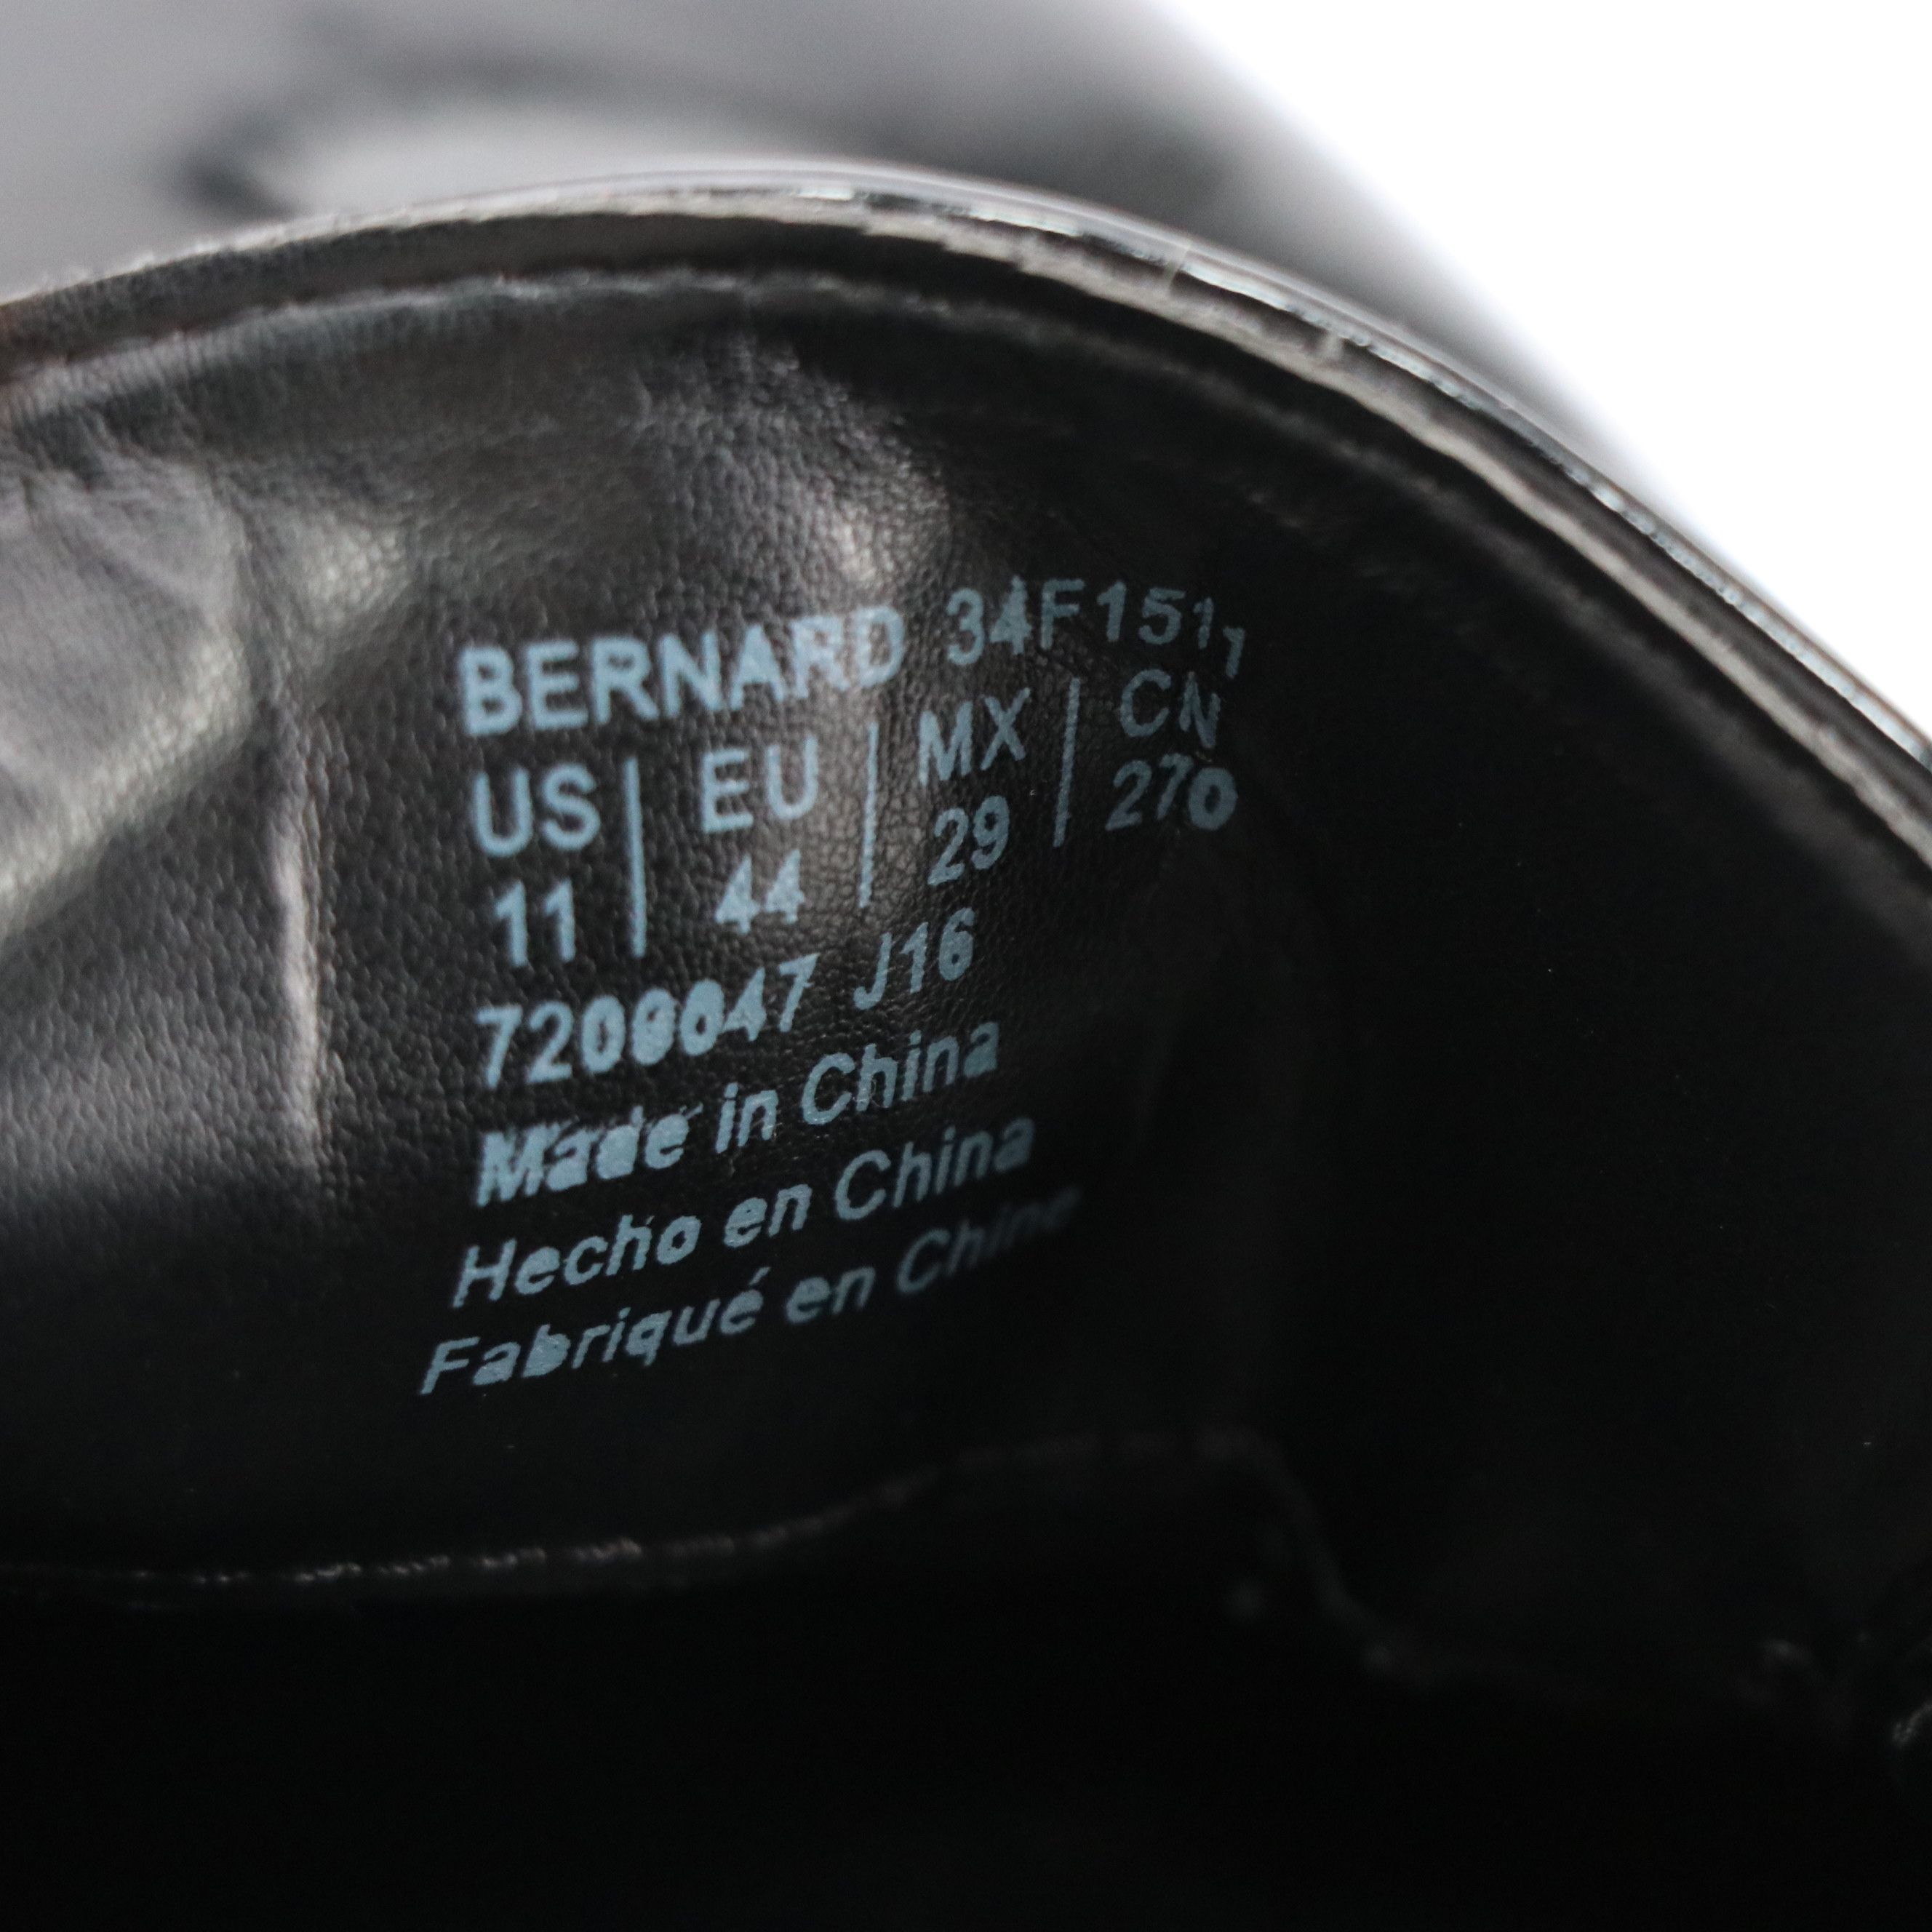 BERNARD 34F1511
US | EU | MX | CN
11 | 44 | 29 | 270
J16
Made in China
Hecho en China
Fabriqué en Chine